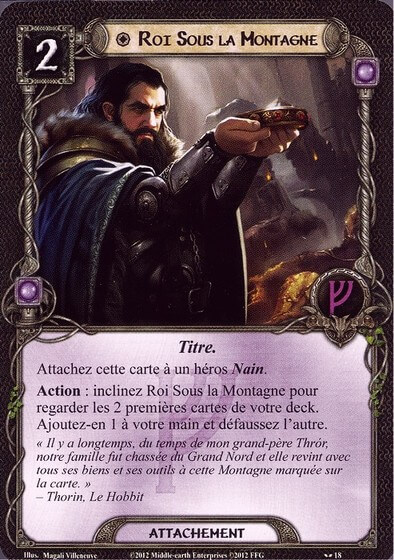 2
Roi Sous la Montagne
Titre.
Attachez cette carte à un héros Nain.
Action : inclinez Roi Sous la Montagne pour
regarder les 2 premières cartes de votre deck.
Ajoutez-en 1 à votre main et défaussez l'autre.
« Il y a longtemps, du temps de mon grand-père Thrór,
notre famille fut chassée du Grand Nord et elle revint avec
tous ses biens et ses outils à cette Montagne marquée sur
la carte. »
– Thorin, Le Hobbit
ATTACHEMENT
Illus. Magali Villeneuve ©2012 Middle-earth Enterprises ©2012 FFG 18